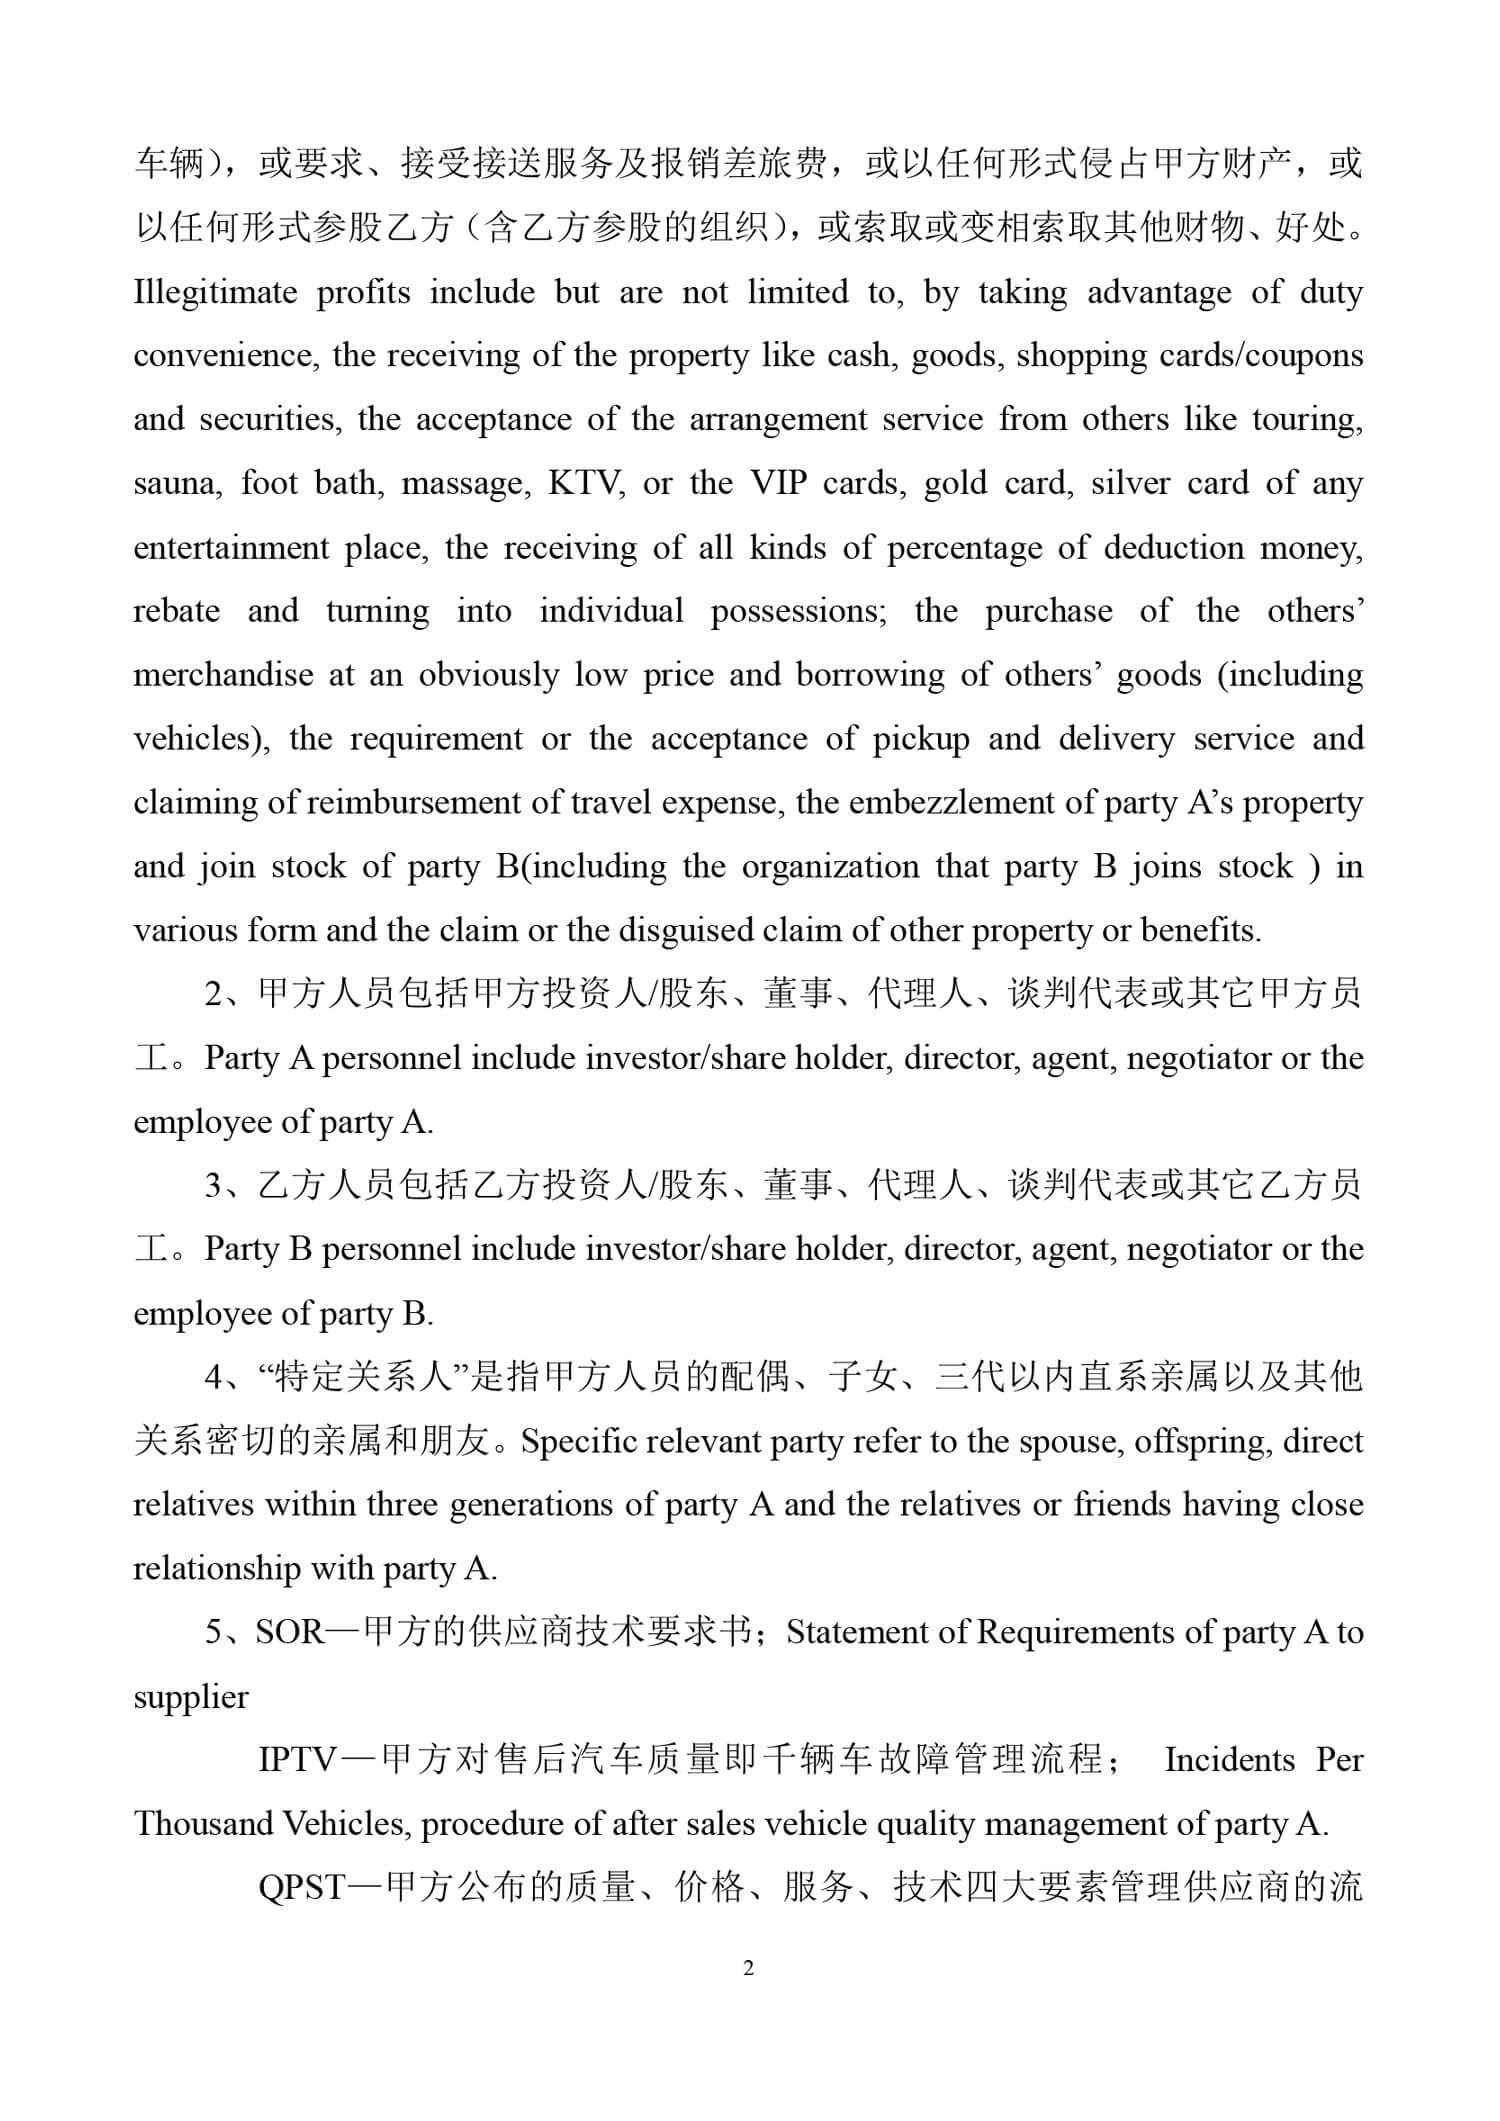 车辆），或要求、接受接送服务及报销差旅费，或以任何形式侵占甲方财产，或
以任何形式参股乙方（含乙方参股的组织），或索取或变相索取其他财物、好处。
Illegitimate profits include but are not limited to, by taking advantage of duty
convenience, the receiving of the property like cash, goods, shopping cards/coupons
and securities, the acceptance of the arrangement service from others like touring,
sauna, foot bath, massage, KTV, or the VIP cards, gold card, silver card of any
entertainment place, the receiving of all kinds of percentage of deduction money,
rebate and turning into individual possessions; the purchase of the others’
merchandise at an obviously low price and borrowing of others’ goods (including
vehicles), the requirement or the acceptance of pickup and delivery service and
claiming of reimbursement of travel expense, the embezzlement of party A’s property
and join stock of party B(including the organization that party B joins stock ) in
various form and the claim or the disguised claim of other property or benefits.
2、甲方人员包括甲方投资人/股东、董事、代理人、谈判代表或其它甲方员
工。Party A personnel include investor/share holder, director, agent, negotiator or the
employee of party A.
3、乙方人员包括乙方投资人/股东、董事、代理人、谈判代表或其它乙方员
工。Party B personnel include investor/share holder, director, agent, negotiator or the
employee of party B.
4、“特定关系人”是指甲方人员的配偶、子女、三代以内直系亲属以及其他
关系密切的亲属和朋友。Specific relevant party refer to the spouse, offspring, direct
relatives within three generations of party A and the relatives or friends having close
relationship with party A.
5、SOR—甲方的供应商技术要求书；Statement of Requirements of party A to
supplier
IPTV—甲方对售后汽车质量即千辆车故障管理流程； Incidents Per
Thousand Vehicles, procedure of after sales vehicle quality management of party A.
QPST—甲方公布的质量、价格、服务、技术四大要素管理供应商的流
2